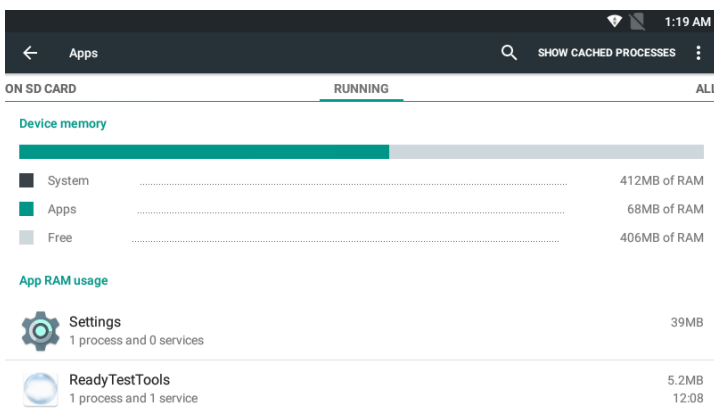 1:19 AM
Apps
SHOW CACHED PROCESSES
ON SD CARD
RUNNING
ALL
Device memory
System 412MB of RAM
Apps 68MB of RAM
Free 406MB of RAM
App RAM usage
Settings 39MB
1 process and 0 services
ReadyTestTools 5.2MB
1 process and 1 service 12:08